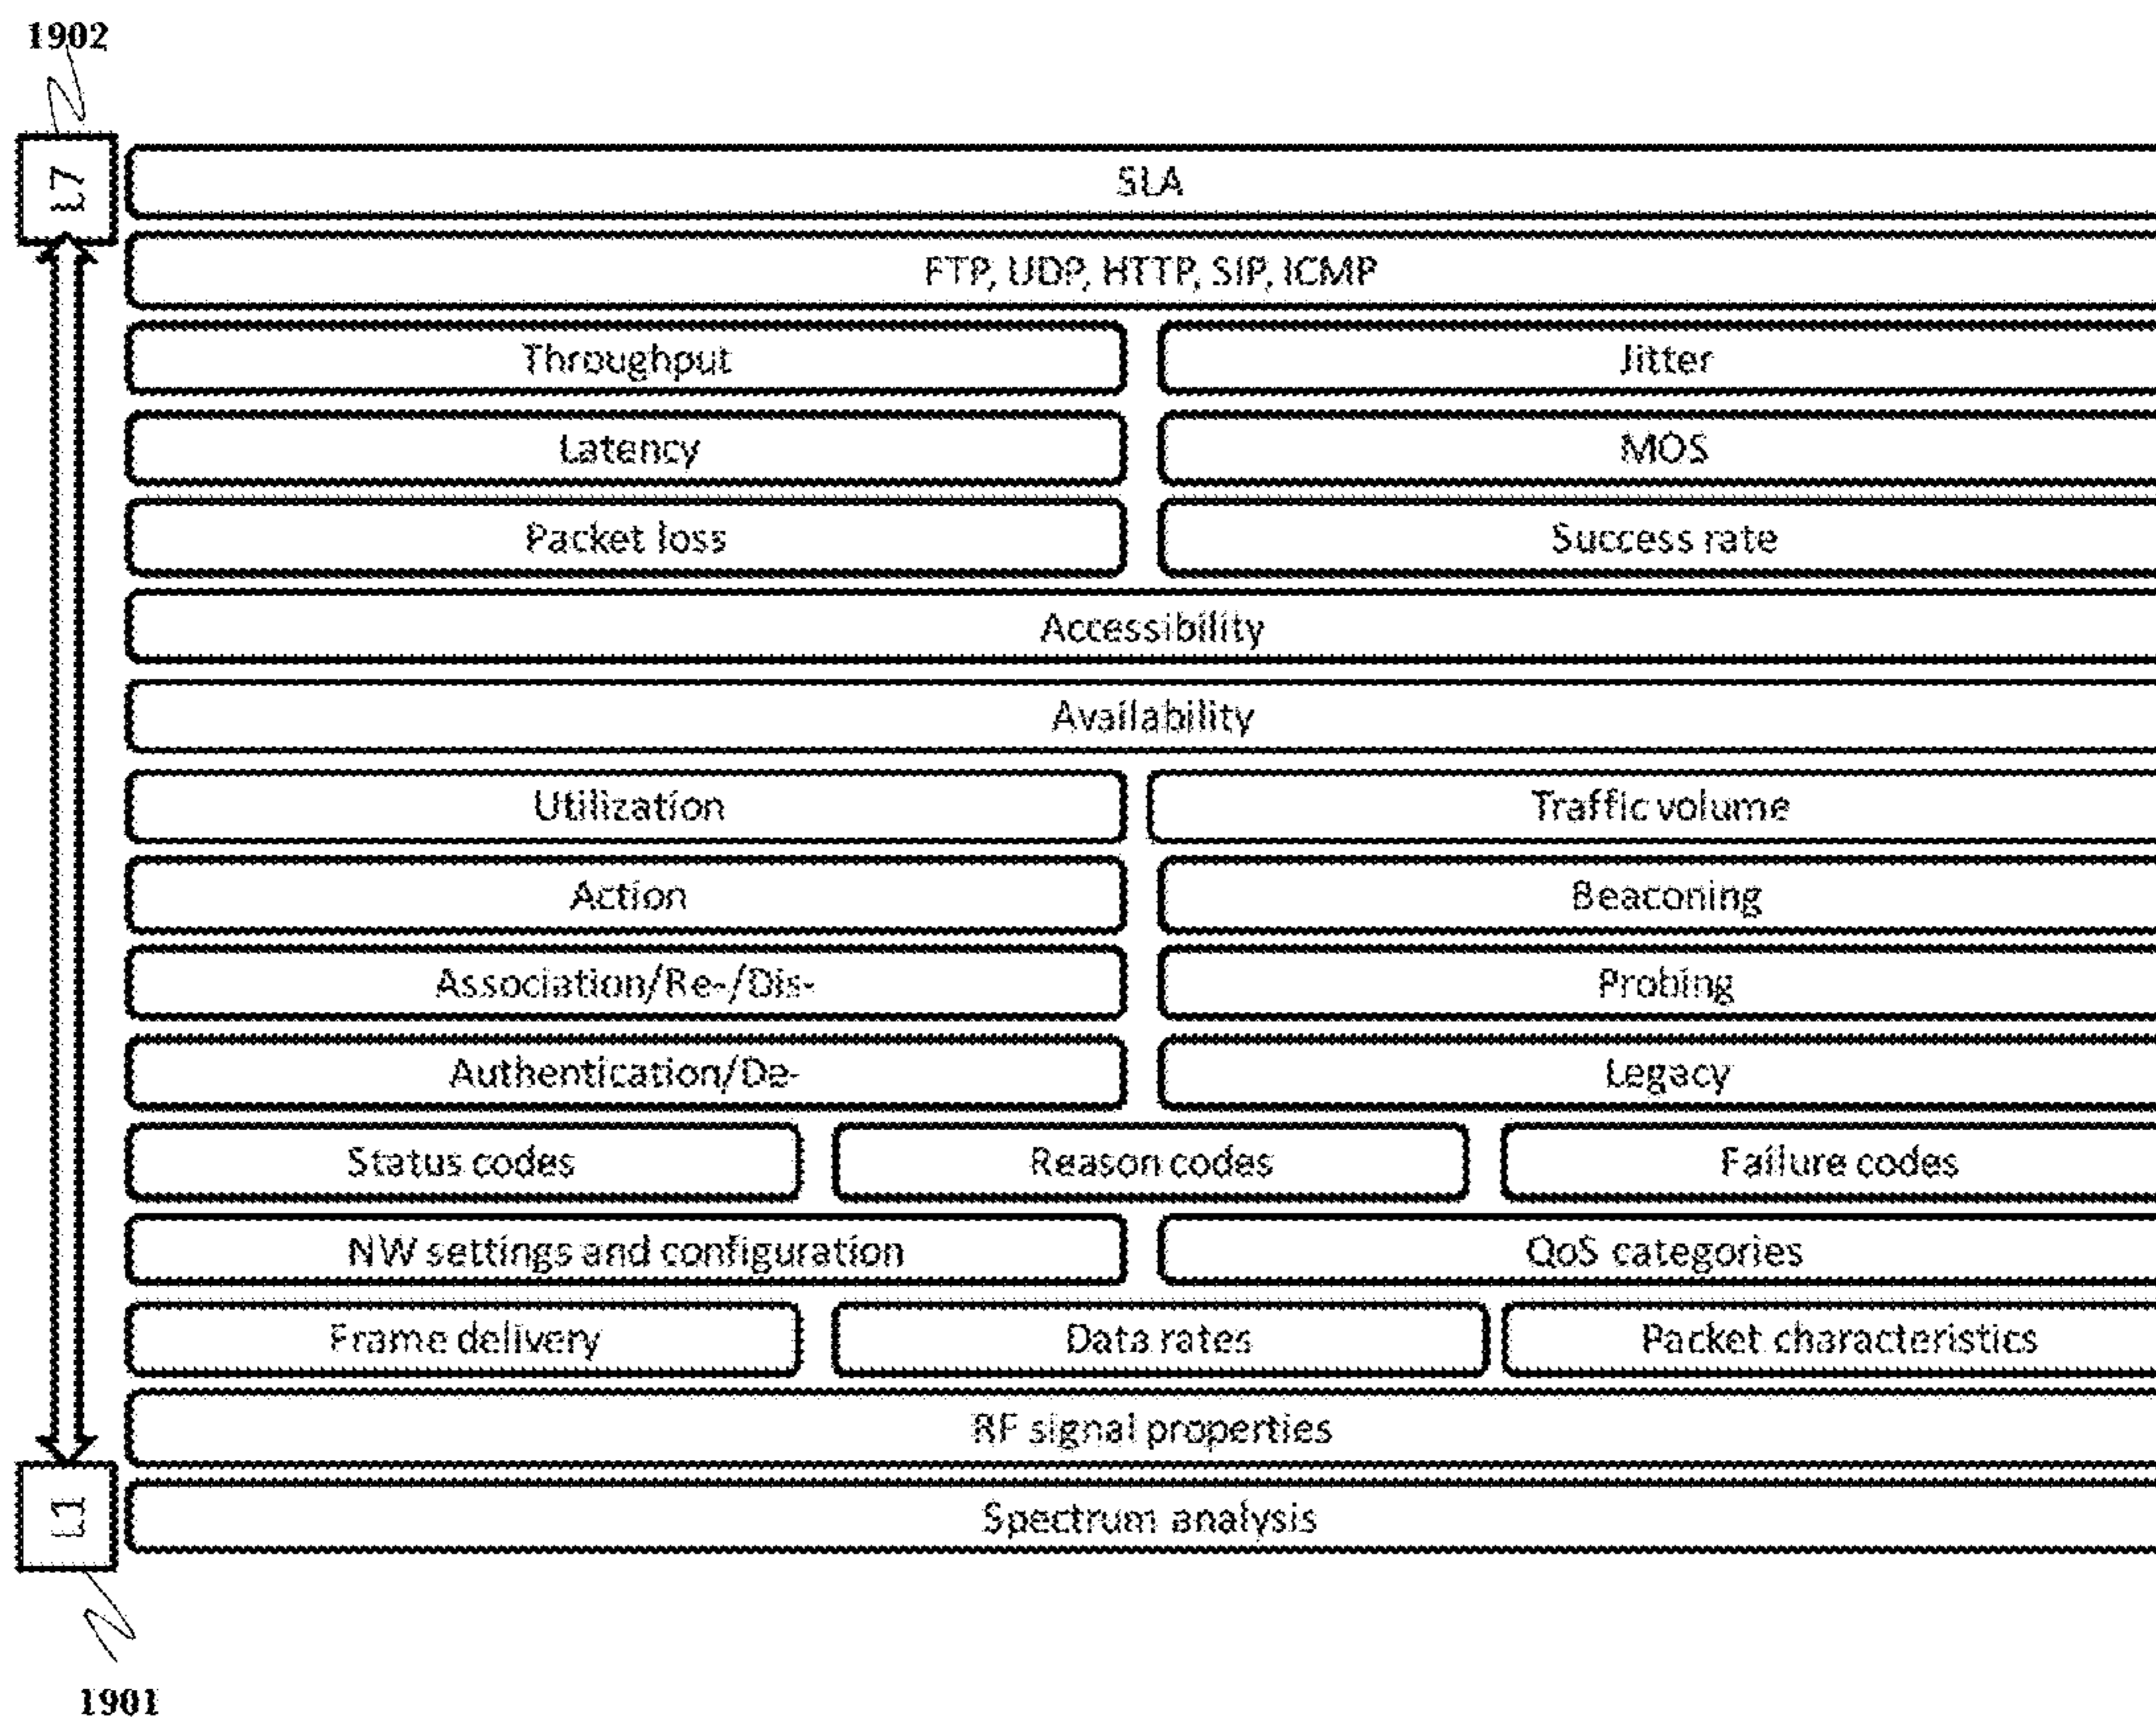 1902
L7
SLA
FTP, UDP, HTTP, SIP, ICMP
Throughput
Jitter
Latency
MOS
Packet loss
Success rate
Accessibility
Availability
Utilization
Traffic volume
Action
Beaconing
Association/Re-/Dis-
Probing
Authentication/De-
Legacy
Status codes
Reason codes
Failure codes
NW settings and configuration
QoS categories
Frame delivery
Data rates
Packet characteristics
RF signal properties
L1
Spectrum analysis
1901